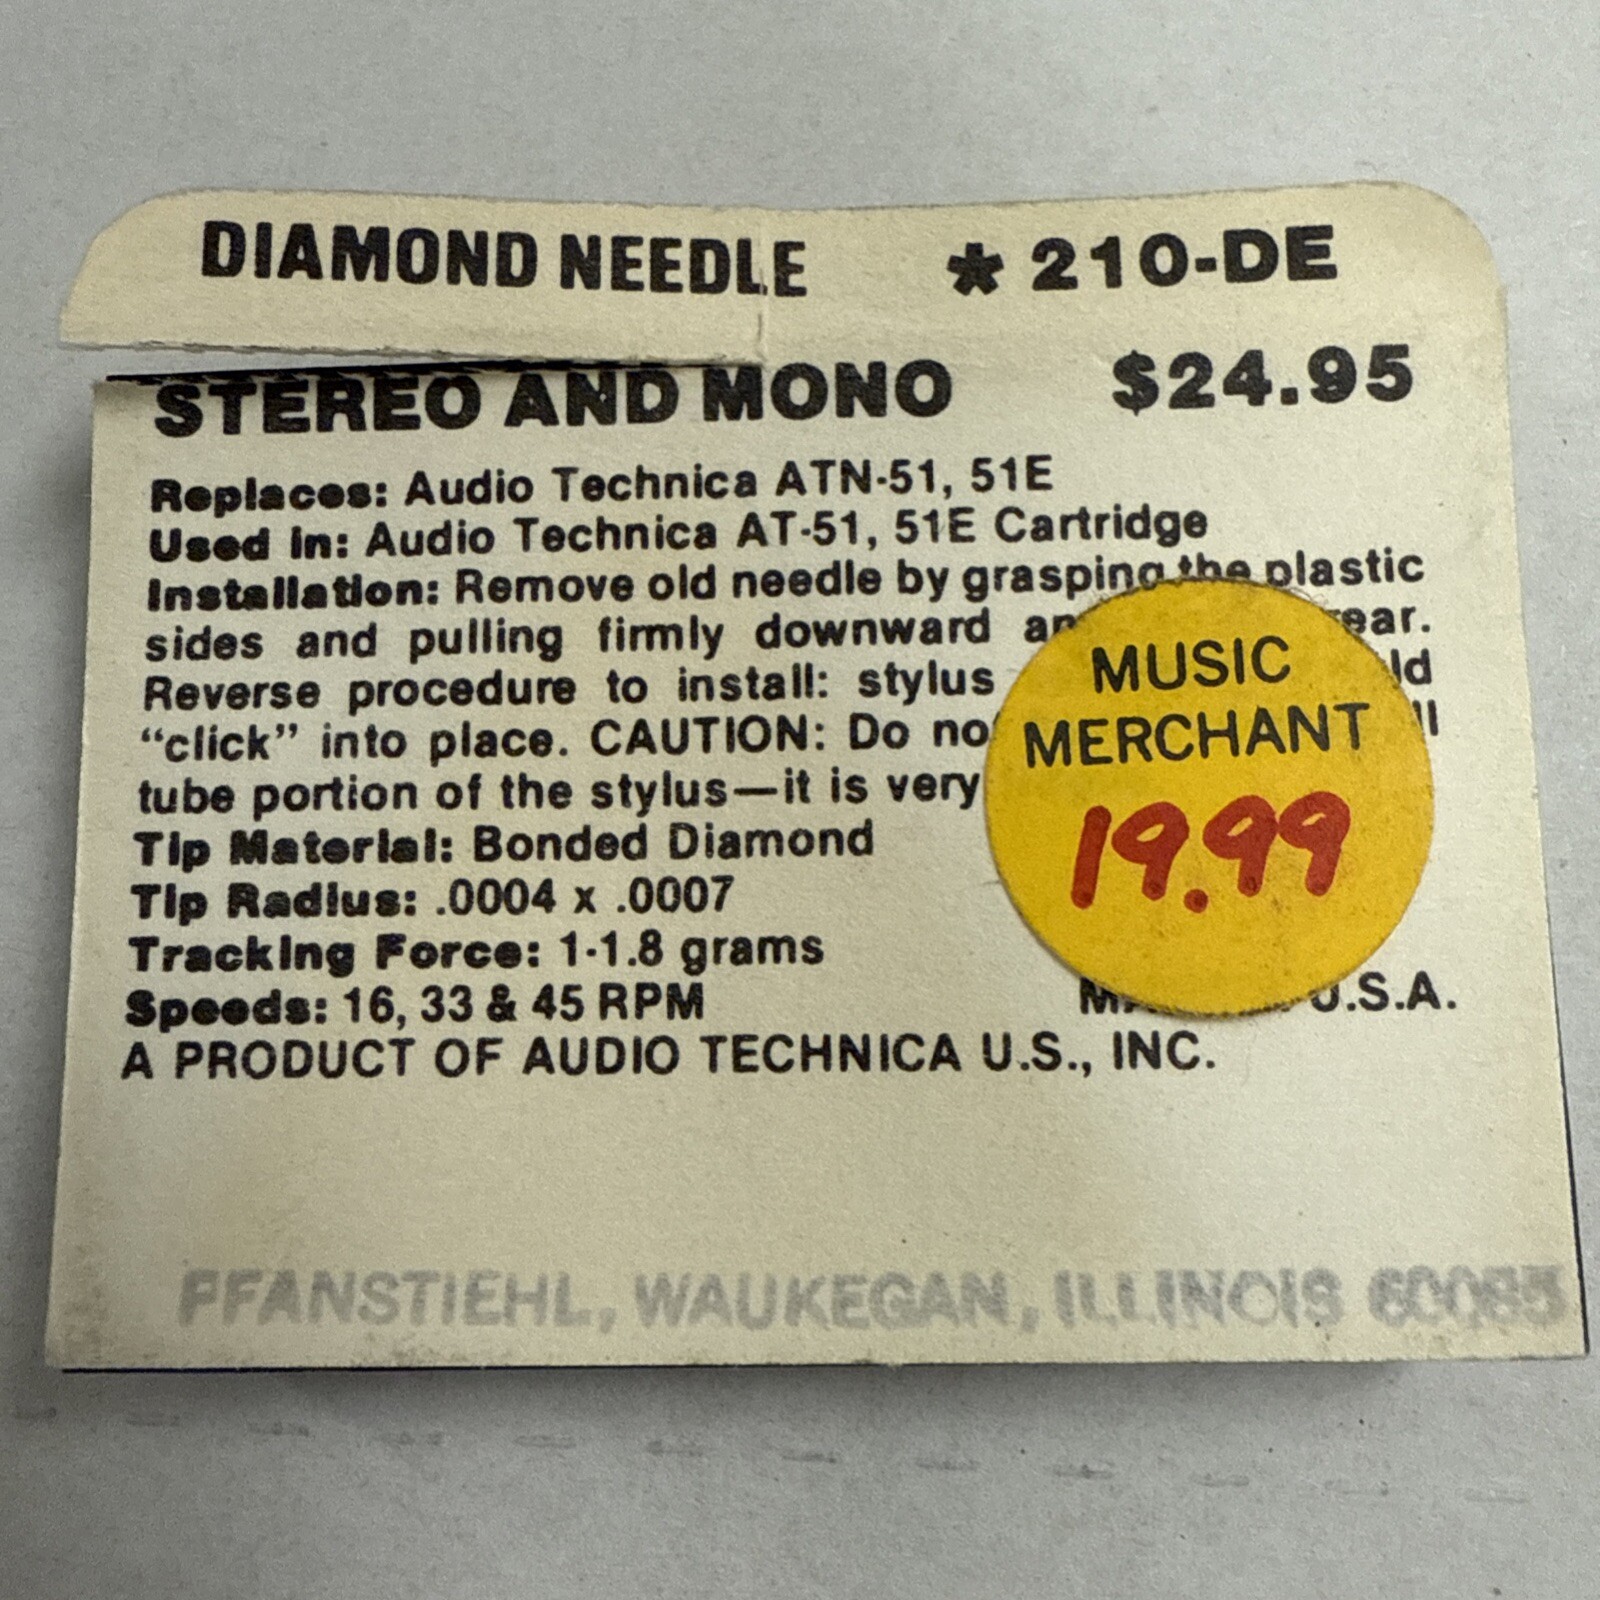 DIAMOND NEEDLE * 210-DE
STEREO AND MONO $24.95
Replaces: Audio Technica ATN-51, 51E
Used in: Audio Technica AT-51, 51E Cartridge
Installation: Remove old needle by grasping the plastic
sides and pulling firmly downward rear.
Reverse procedure to install: stylus
"click" into place. CAUTION: Do
tube portion of the stylus—it is very
Tip Material: Bonded Diamond
Tip Radius: .0004 x .0007
Tracking Force: 1-1.8 grams
Speeds: 16, 33 & 45 RPM U.S.A.
A PRODUCT OF AUDIO TECHNICA U.S., INC.
MUSIC
MERCHANT
19.99
PFANSTIEHL, WAUKEGAN, ILLINOIS 60085